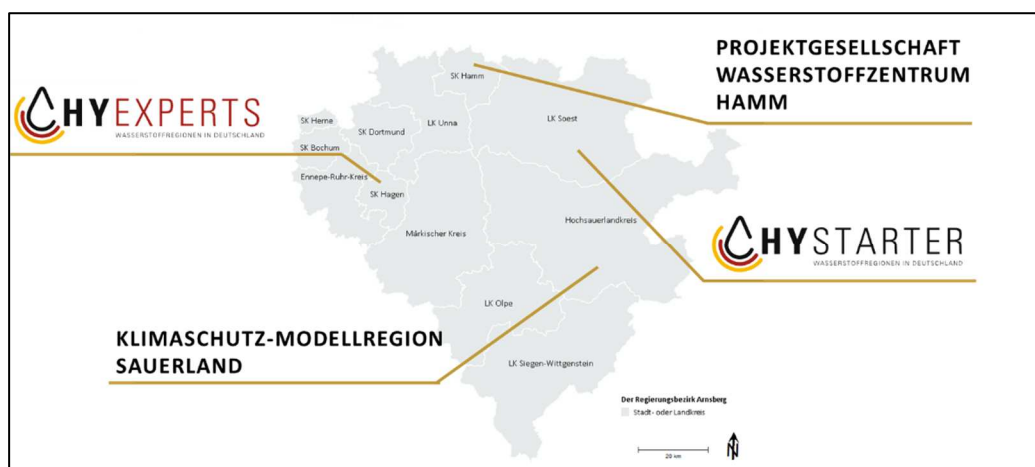 PROJEKTGESELLSCHAFT
WASSERSTOFFZENTRUM
HAMM
HYEXPERTS
WASSERSTOFFREGIONEN IN DEUTSCHLAND
SK Hamm
SK Herne
SK Dortmund
LK Unna
LK Soest
SK Bochum
Ennepe-Ruhr-Kreis
SK Hagen
Märkischer Kreis
Hochsauerlandkreis
HYSTARTER
WASSERSTOFFREGIONEN IN DEUTSCHLAND
LK Olpe
KLIMASCHUTZ-MODELLREGION
SAUERLAND
LK Siegen-Wittgenstein
Der Regierungsbezirk Arnsberg
Stadt- oder Landkreis
20 km
N